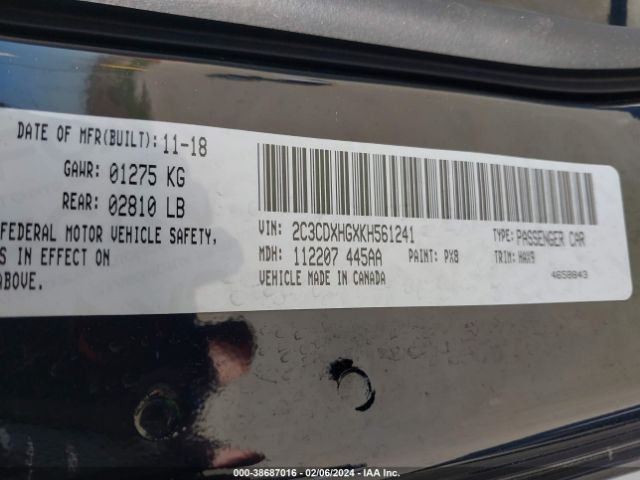 DATE OF MFR(BUILT): 11-18
GAWR: 01275 KG
REAR: 02810 LB
FEDERAL MOTOR VEHICLE SAFETY,
S IN EFFECT ON
ABOVE.
VIN: 2C3CDXHGXKH561241
TYPE: PASSENGER CAR
MDH: 112207 445AA
PAINT: PX8
TRIM: HAX9
VEHICLE MADE IN CANADA
4658843
© IAAI - 38687016 - 02/06/2024 - IAA Inc.